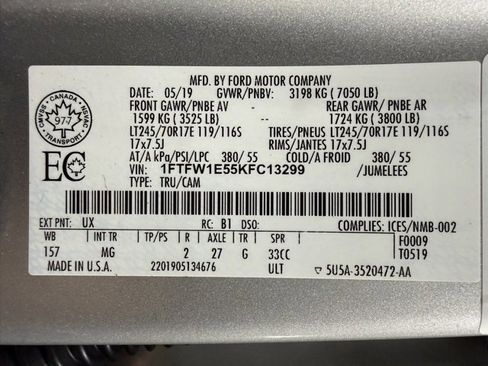 MFD. BY FORD MOTOR COMPANY
DATE: 05/19 GVWR/PNBV: 3198 KG ( 7050 LB)
FRONT GAWR/PNBE AV - REAR GAWR/ PNBE AR
1599 KG ( 3525 LB) 1724 KG ( 3800 LB)
LT245/70R17E 119/116S TIRES/PNEUS LT245/70R17E 119/116S
17x7.5J RIMS/JANTES 17x7.5J
AT/A kPa/PSI/LPC 380/ 55 COLD/A FROID 380/ 55
VIN: 1FTFW1E55KFC13299 /JUMELEES
TYPE: TRU/CAM
CANADA
CMVSS NSVAC
977
TRANSPORT
EC
EXT PNT: UX RC: B1 DSO: COMPLIES: ICES/NMB-002
WB INT TR TP/PS R AXLE TR SPR F0009
157 MG 2 27 G 33CC T0519
MADE IN U.S.A. 2201905134676 ULT 5U5A-3520472-AA